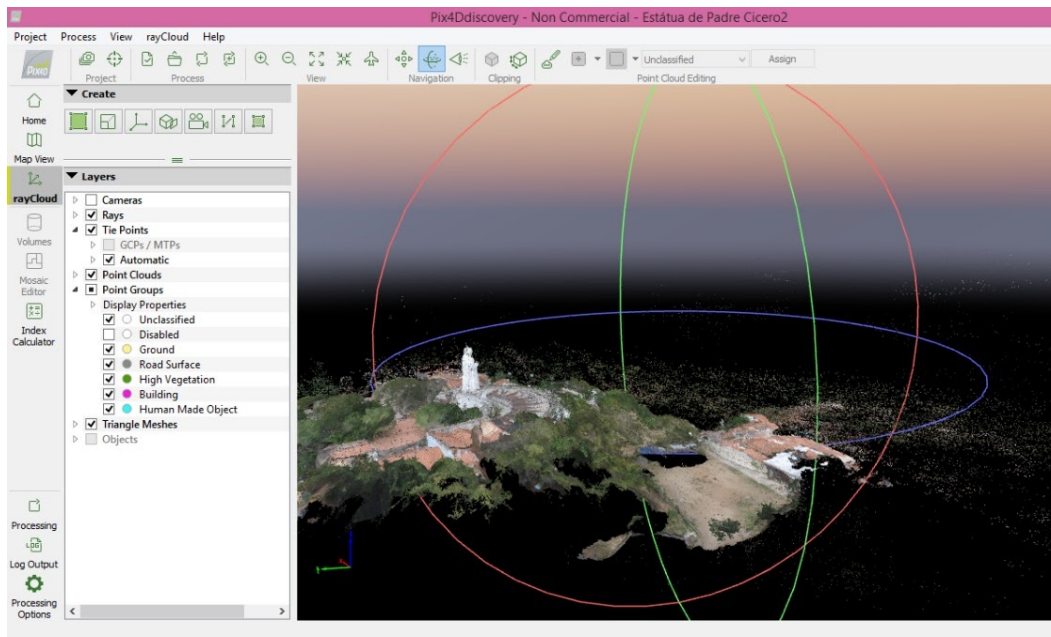 Pix4Ddiscovery - Non Commercial - Estátua de Padre Cicero2
Project Process View rayCloud Help
Pix4D
Unclassified
Assign
Project Process View Navigation Clipping Point Cloud Editing
Create
Home
Map View
rayCloud
Volumes
Mosaic
Editor
Index
Calculator
Processing
LOG
Log Output
Processing
Options
Layers
Cameras
Rays
Tie Points
GCPs / MTPs
Automatic
Point Clouds
Point Groups
Display Properties
Unclassified
Disabled
Ground
Road Surface
High Vegetation
Building
Human Made Object
Triangle Meshes
Objects